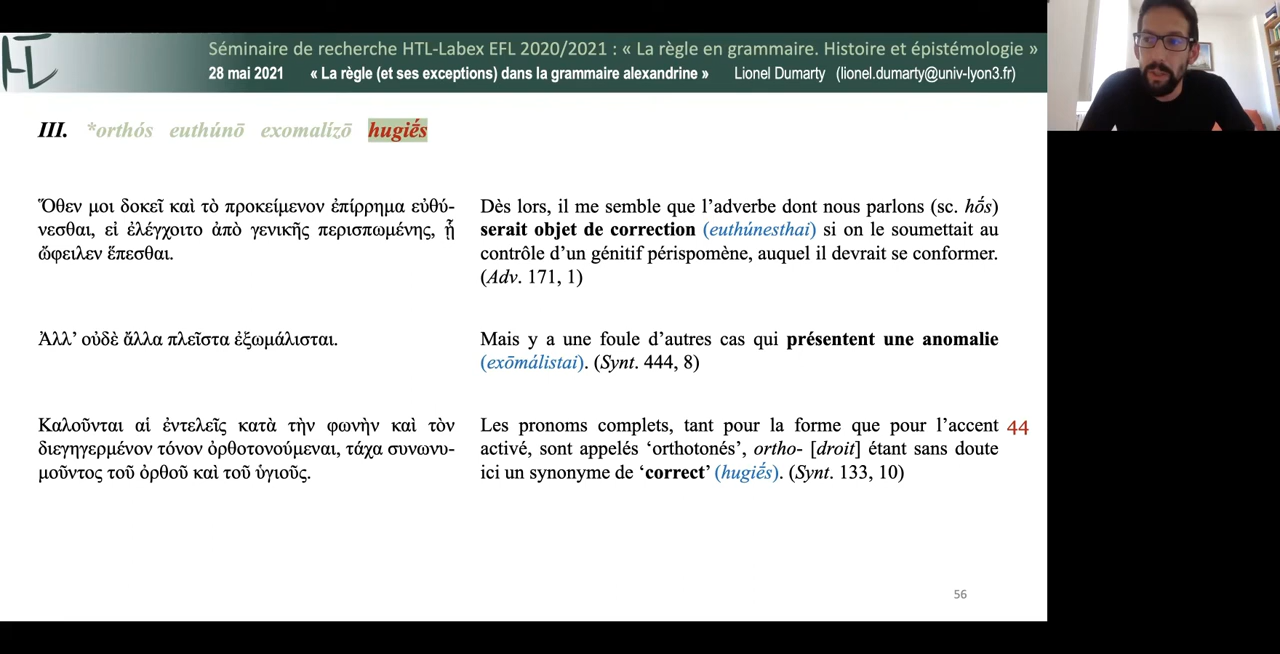 HTL
Séminaire de recherche HTL-Labex EFL 2020/2021 : « La règle en grammaire. Histoire et épistémologie »
28 mai 2021 « La règle (et ses exceptions) dans la grammaire alexandrine » Lionel Dumarty (lionel.dumarty@univ-lyon3.fr)
III. *orthós euthúnō exomalízō hugiḗs
Ὅθεν μοι δοκεῖ καὶ τὸ προκείμενον ἐπίρρημα εὐθύ-
νεσθαι, εἰ ἐλέγχοιτο ἀπὸ γενικῆς περισπωμένης, ᾗ
ὤφειλεν ἕπεσθαι.
Dès lors, il me semble que l’adverbe dont nous parlons (sc. hṓs)
serait objet de correction (euthúnesthai) si on le soumettait au
contrôle d’un génitif périspomène, auquel il devrait se conformer.
(Adv. 171, 1)
Ἀλλ’ οὐδὲ ἄλλα πλεῖστα ἐξωμάλισται.
Mais y a une foule d’autres cas qui présentent une anomalie
(exōmálistai). (Synt. 444, 8)
Καλοῦνται αἱ ἐντελεῖς κατὰ τὴν φωνὴν καὶ τὸν
διεγηγερμένον τόνον ὀρθοτονούμεναι, τάχα συνωνυ-
μοῦντος τοῦ ὀρθοῦ καὶ τοῦ ὑγιοῦς.
Les pronoms complets, tant pour la forme que pour l’accent 44
activé, sont appelés ‘orthotonés’, ortho- [droit] étant sans doute
ici un synonyme de ‘correct’ (hugiḗs). (Synt. 133, 10)
56